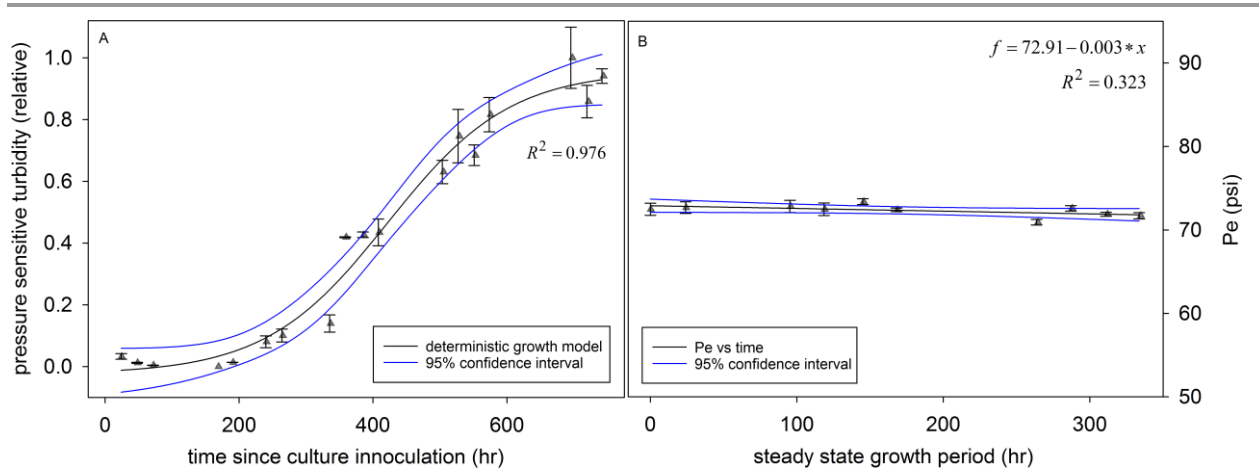 A
pressure sensitive turbidity (relative)
1.0
0.8
0.6
0.4
0.2
0.0
R² = 0.976
deterministic growth model
95% confidence interval
0
200
400
600
time since culture innoculation (hr)
B
f = 72.91−0.003*x
R² = 0.323
90
80
70
60
50
Pe (psi)
Pe vs time
95% confidence interval
0
100
200
300
steady state growth period (hr)